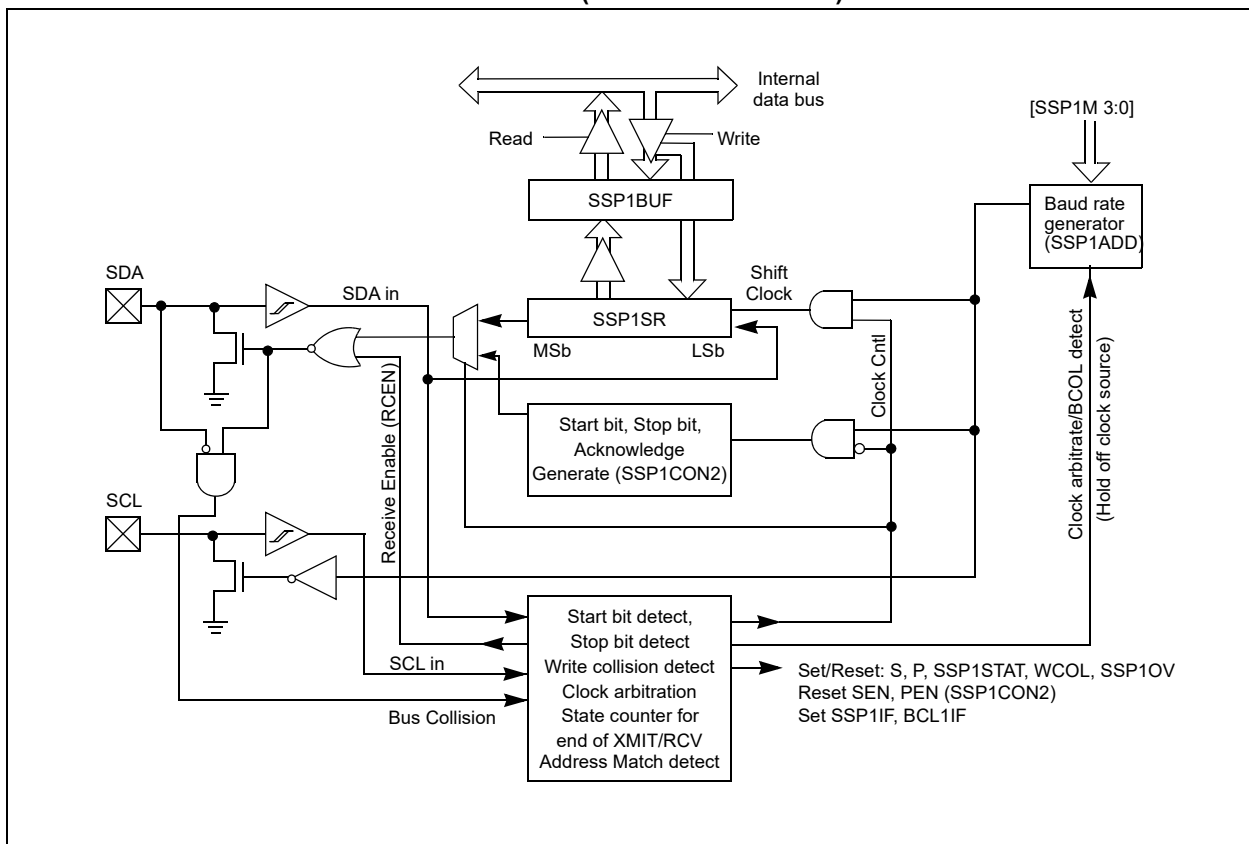 Internal
data bus
[SSP1M 3:0]
Read
Write
SSP1BUF
Baud rate
generator
(SSP1ADD)
SDA
SDA in
Shift
Clock
SSP1SR
MSb
LSb
Clock Cntl
Receive Enable (RCEN)
Start bit, Stop bit,
Acknowledge
Generate (SSP1CON2)
Clock arbitrate/BCOL detect
(Hold off clock source)
SCL
Start bit detect,
Stop bit detect
Write collision detect
Clock arbitration
State counter for
end of XMIT/RCV
Address Match detect
SCL in
Bus Collision
Set/Reset: S, P, SSP1STAT, WCOL, SSP1OV
Reset SEN, PEN (SSP1CON2)
Set SSP1IF, BCL1IF